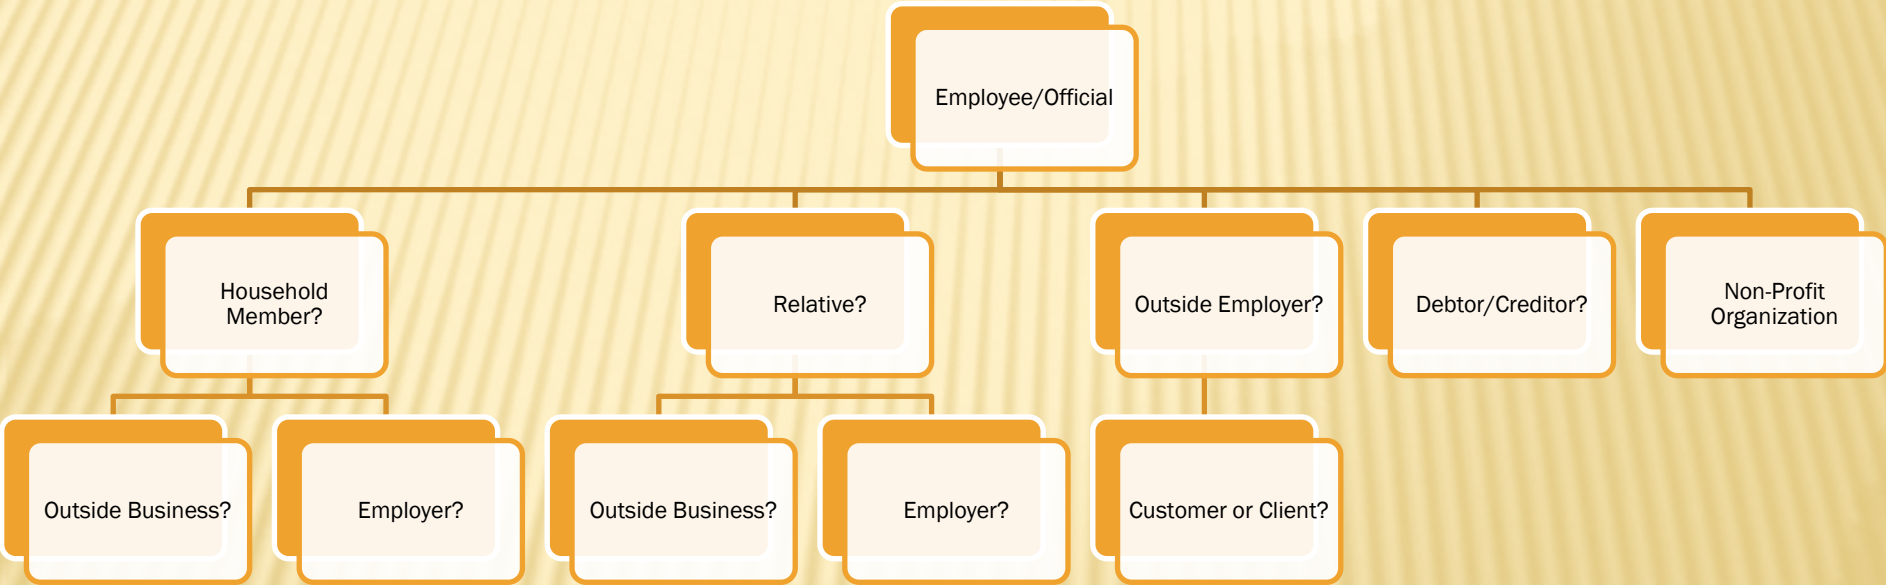 Employee/Official
Household
Member?
Relative?
Outside Employer?
Debtor/Creditor?
Non-Profit
Organization
Outside Business?
Employer?
Outside Business?
Employer?
Customer or Client?